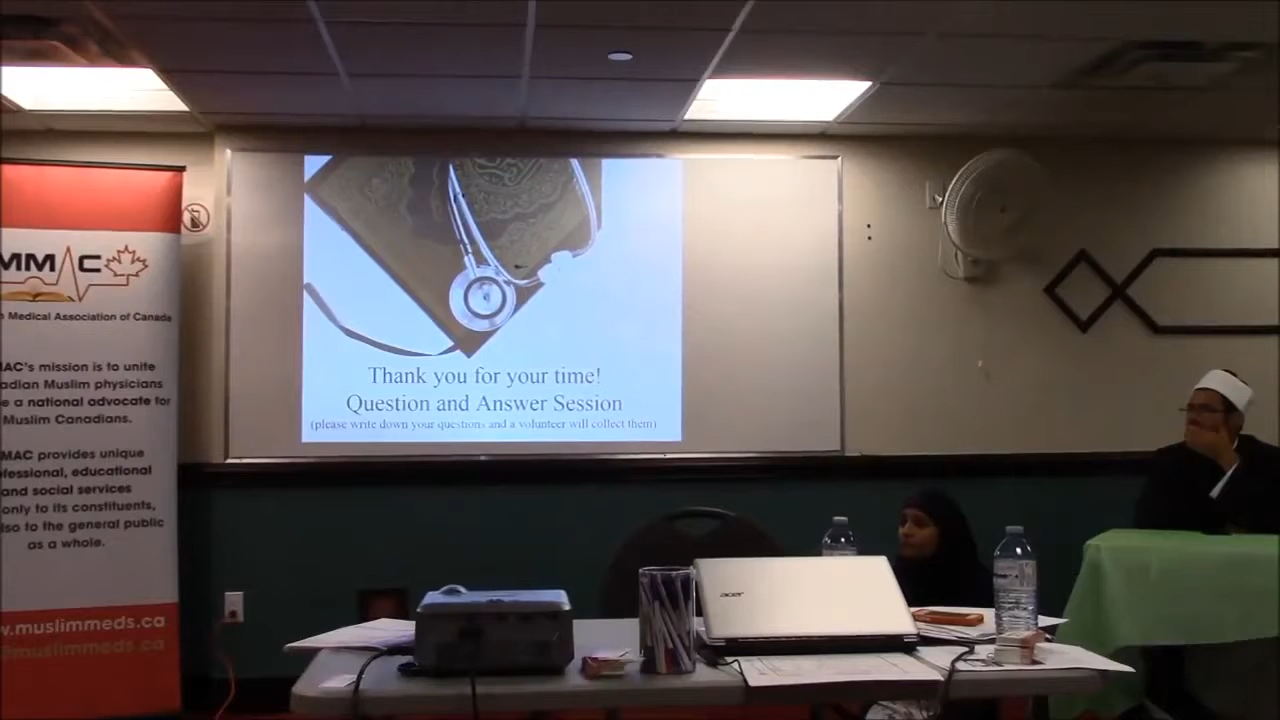 MMAC
Medical Association of Canada
AC's mission is to unite
adian Muslim physicians
e a national advocate for
Muslim Canadians.
MAC provides unique
ofessional, educational
and social services
only to its constituents,
lso to the general public
as a whole.
w.muslimmeds.ca
@muslimmeds.ca
Thank you for your time!
Question and Answer Session
(please write down your questions and a volunteer will collect them)
acer